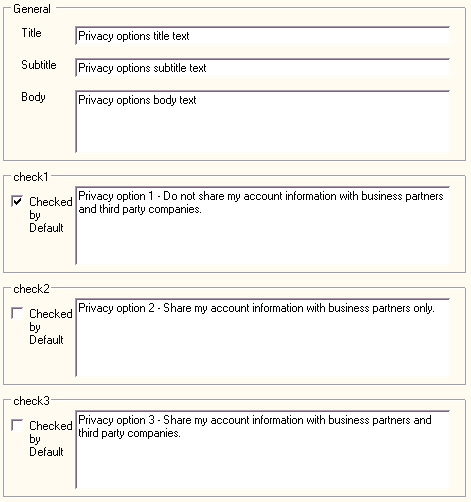 General
Title
Privacy options title text
Subtitle
Privacy options subtitle text
Body
Privacy options body text
check1
Checked
by
Default
Privacy option 1 - Do not share my account information with business partners
and third party companies.
check2
Checked
by
Default
Privacy option 2 - Share my account information with business partners only.
check3
Checked
by
Default
Privacy option 3 - Share my account information with business partners and
third party companies.